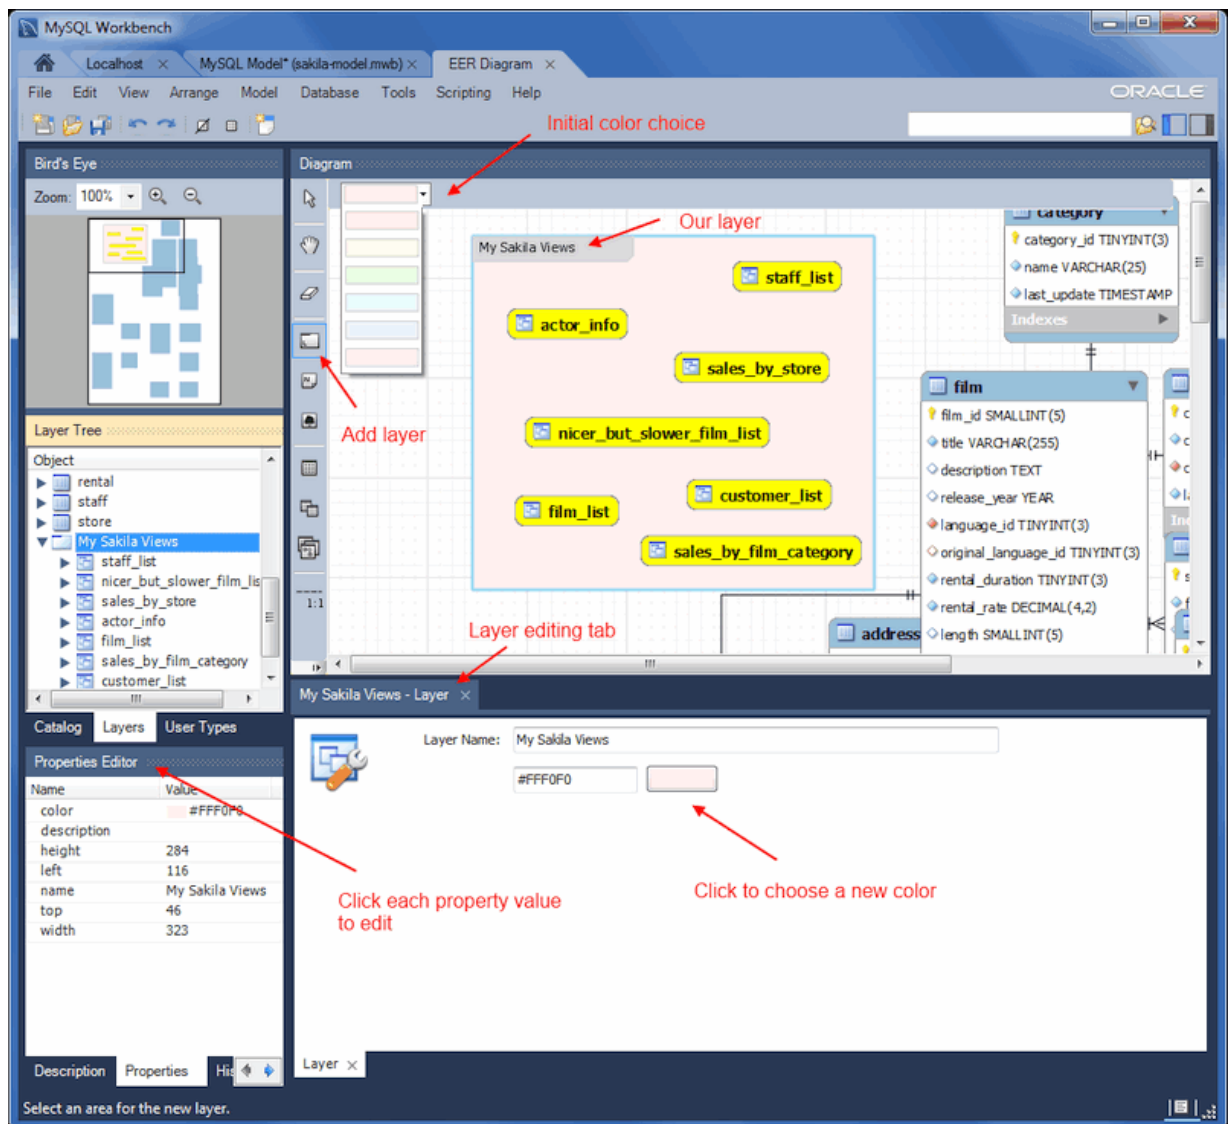 MySQL Workbench
Localhost
MySQL Model* (sakila-model.mwb)
EER Diagram
File Edit View Arrange Model Database Tools Scripting Help
ORACLE
Initial color choice
Bird's Eye
Zoom: 100%
Diagram
Our layer
My Sakila Views
staff_list
actor_info
sales_by_store
nicer_but_slower_film_list
customer_list
film_list
sales_by_film_category
Add layer
category
category_id TINYINT(3)
name VARCHAR(25)
last_update TIMESTAMP
Indexes
film
film_id SMALLINT(5)
title VARCHAR(255)
description TEXT
release_year YEAR
language_id TINYINT(3)
original_language_id TINYINT(3)
rental_duration TINYINT(3)
rental_rate DECIMAL(4,2)
length SMALLINT(5)
address
1:1
Layer Tree
Object
rental
staff
store
My Sakila Views
staff_list
nicer_but_slower_film_lis
sales_by_store
actor_info
film_list
sales_by_film_category
customer_list
Catalog Layers User Types
Layer editing tab
My Sakila Views - Layer
Layer Name: My Sakila Views
#FFF0F0
Click to choose a new color
Properties Editor
Name Value
color #FFF0F0
description
height 284
left 116
name My Sakila Views
top 46
width 323
Click each property value
to edit
Description Properties His
Layer
Select an area for the new layer.